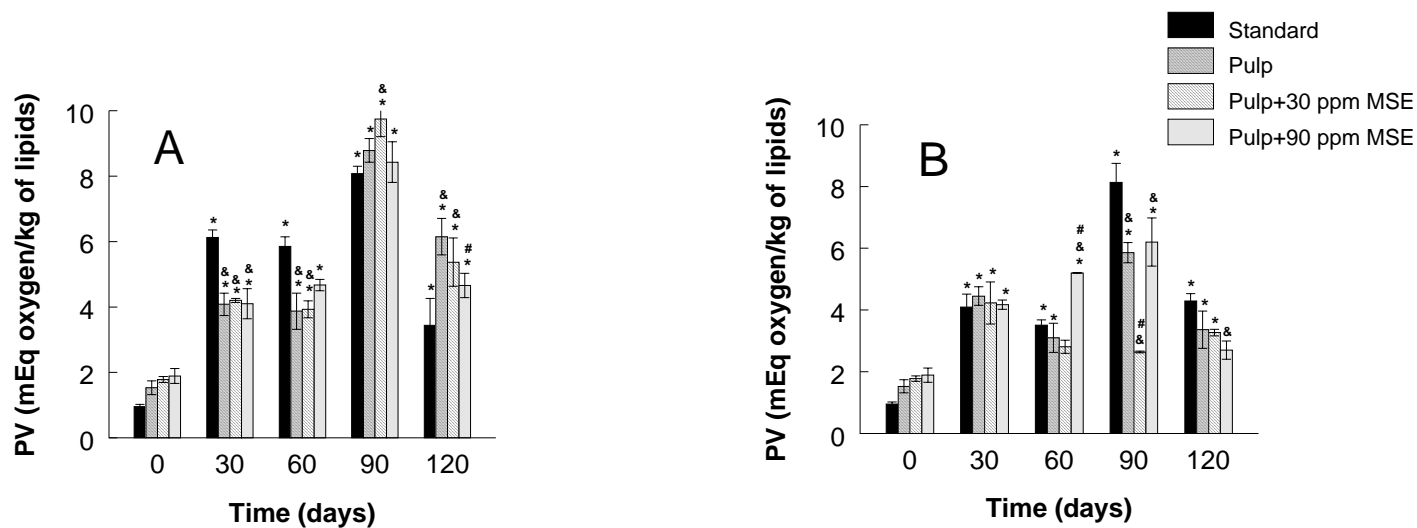 Standard
Pulp
Pulp+30 ppm MSE
Pulp+90 ppm MSE
A
PV (mEq oxygen/kg of lipids)
10
8
6
4
2
0
* & * & * & *
* & * & * *
* * & * *
* & * & * # *
0 30 60 90 120
Time (days)
B
PV (mEq oxygen/kg of lipids)
10
8
6
4
2
0
* * * *
* * # & *
* & * # & & *
* * * &
0 30 60 90 120
Time (days)